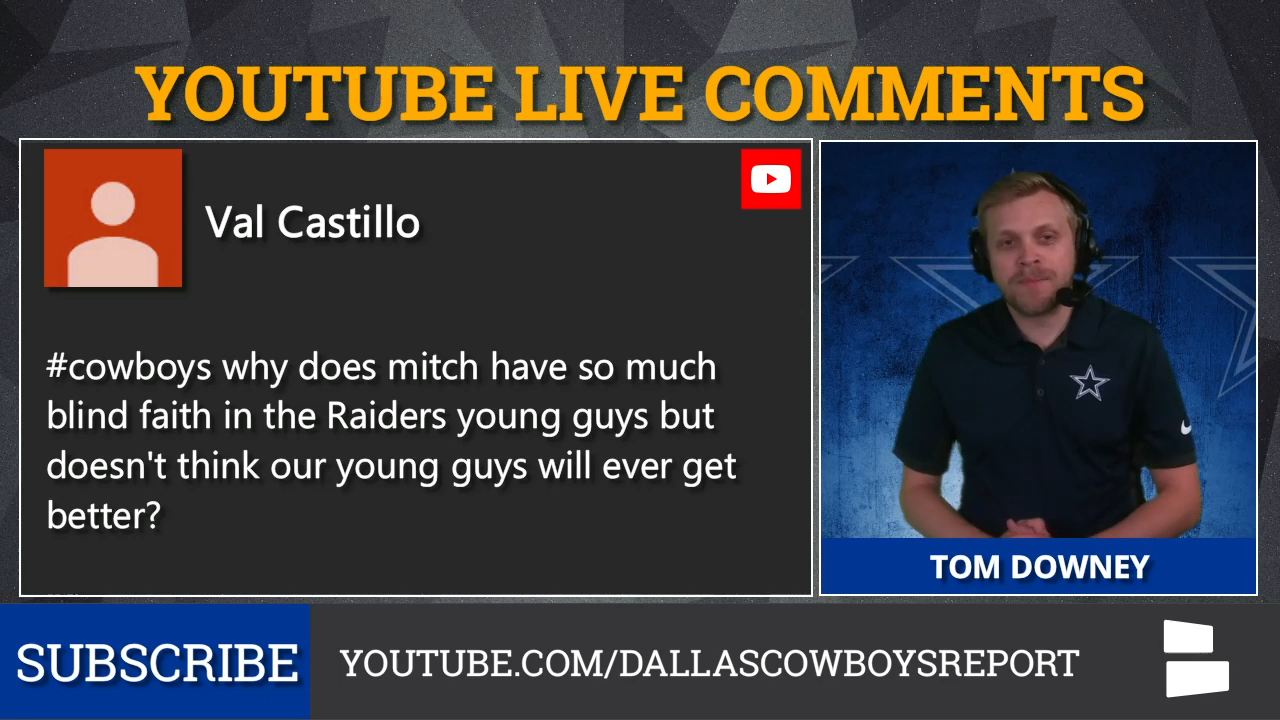 YOUTUBE LIVE COMMENTS
Val Castillo
#cowboys why does mitch have so much
blind faith in the Raiders young guys but
doesn't think our young guys will ever get
better?
TOM DOWNEY
SUBSCRIBE
YOUTUBE.COM/DALLASCOWBOYSREPORT